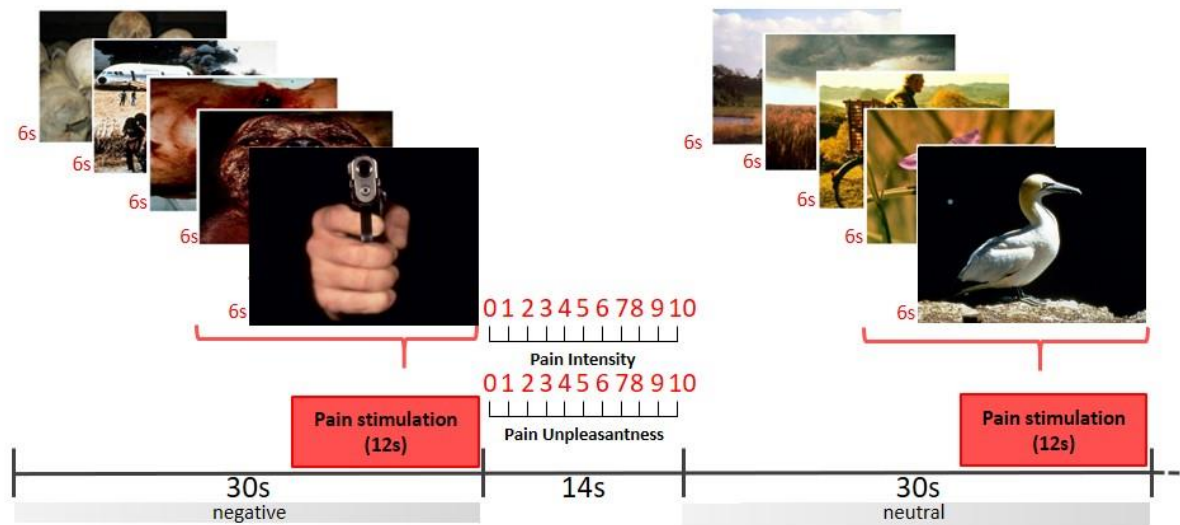 6s
6s
6s
6s
6s
6s
6s
6s
6s
6s
0 1 2 3 4 5 6 7 8 9 10
Pain Intensity
0 1 2 3 4 5 6 7 8 9 10
Pain Unpleasantness
Pain stimulation
(12s)
Pain stimulation
(12s)
30s
14s
30s
negative
neutral